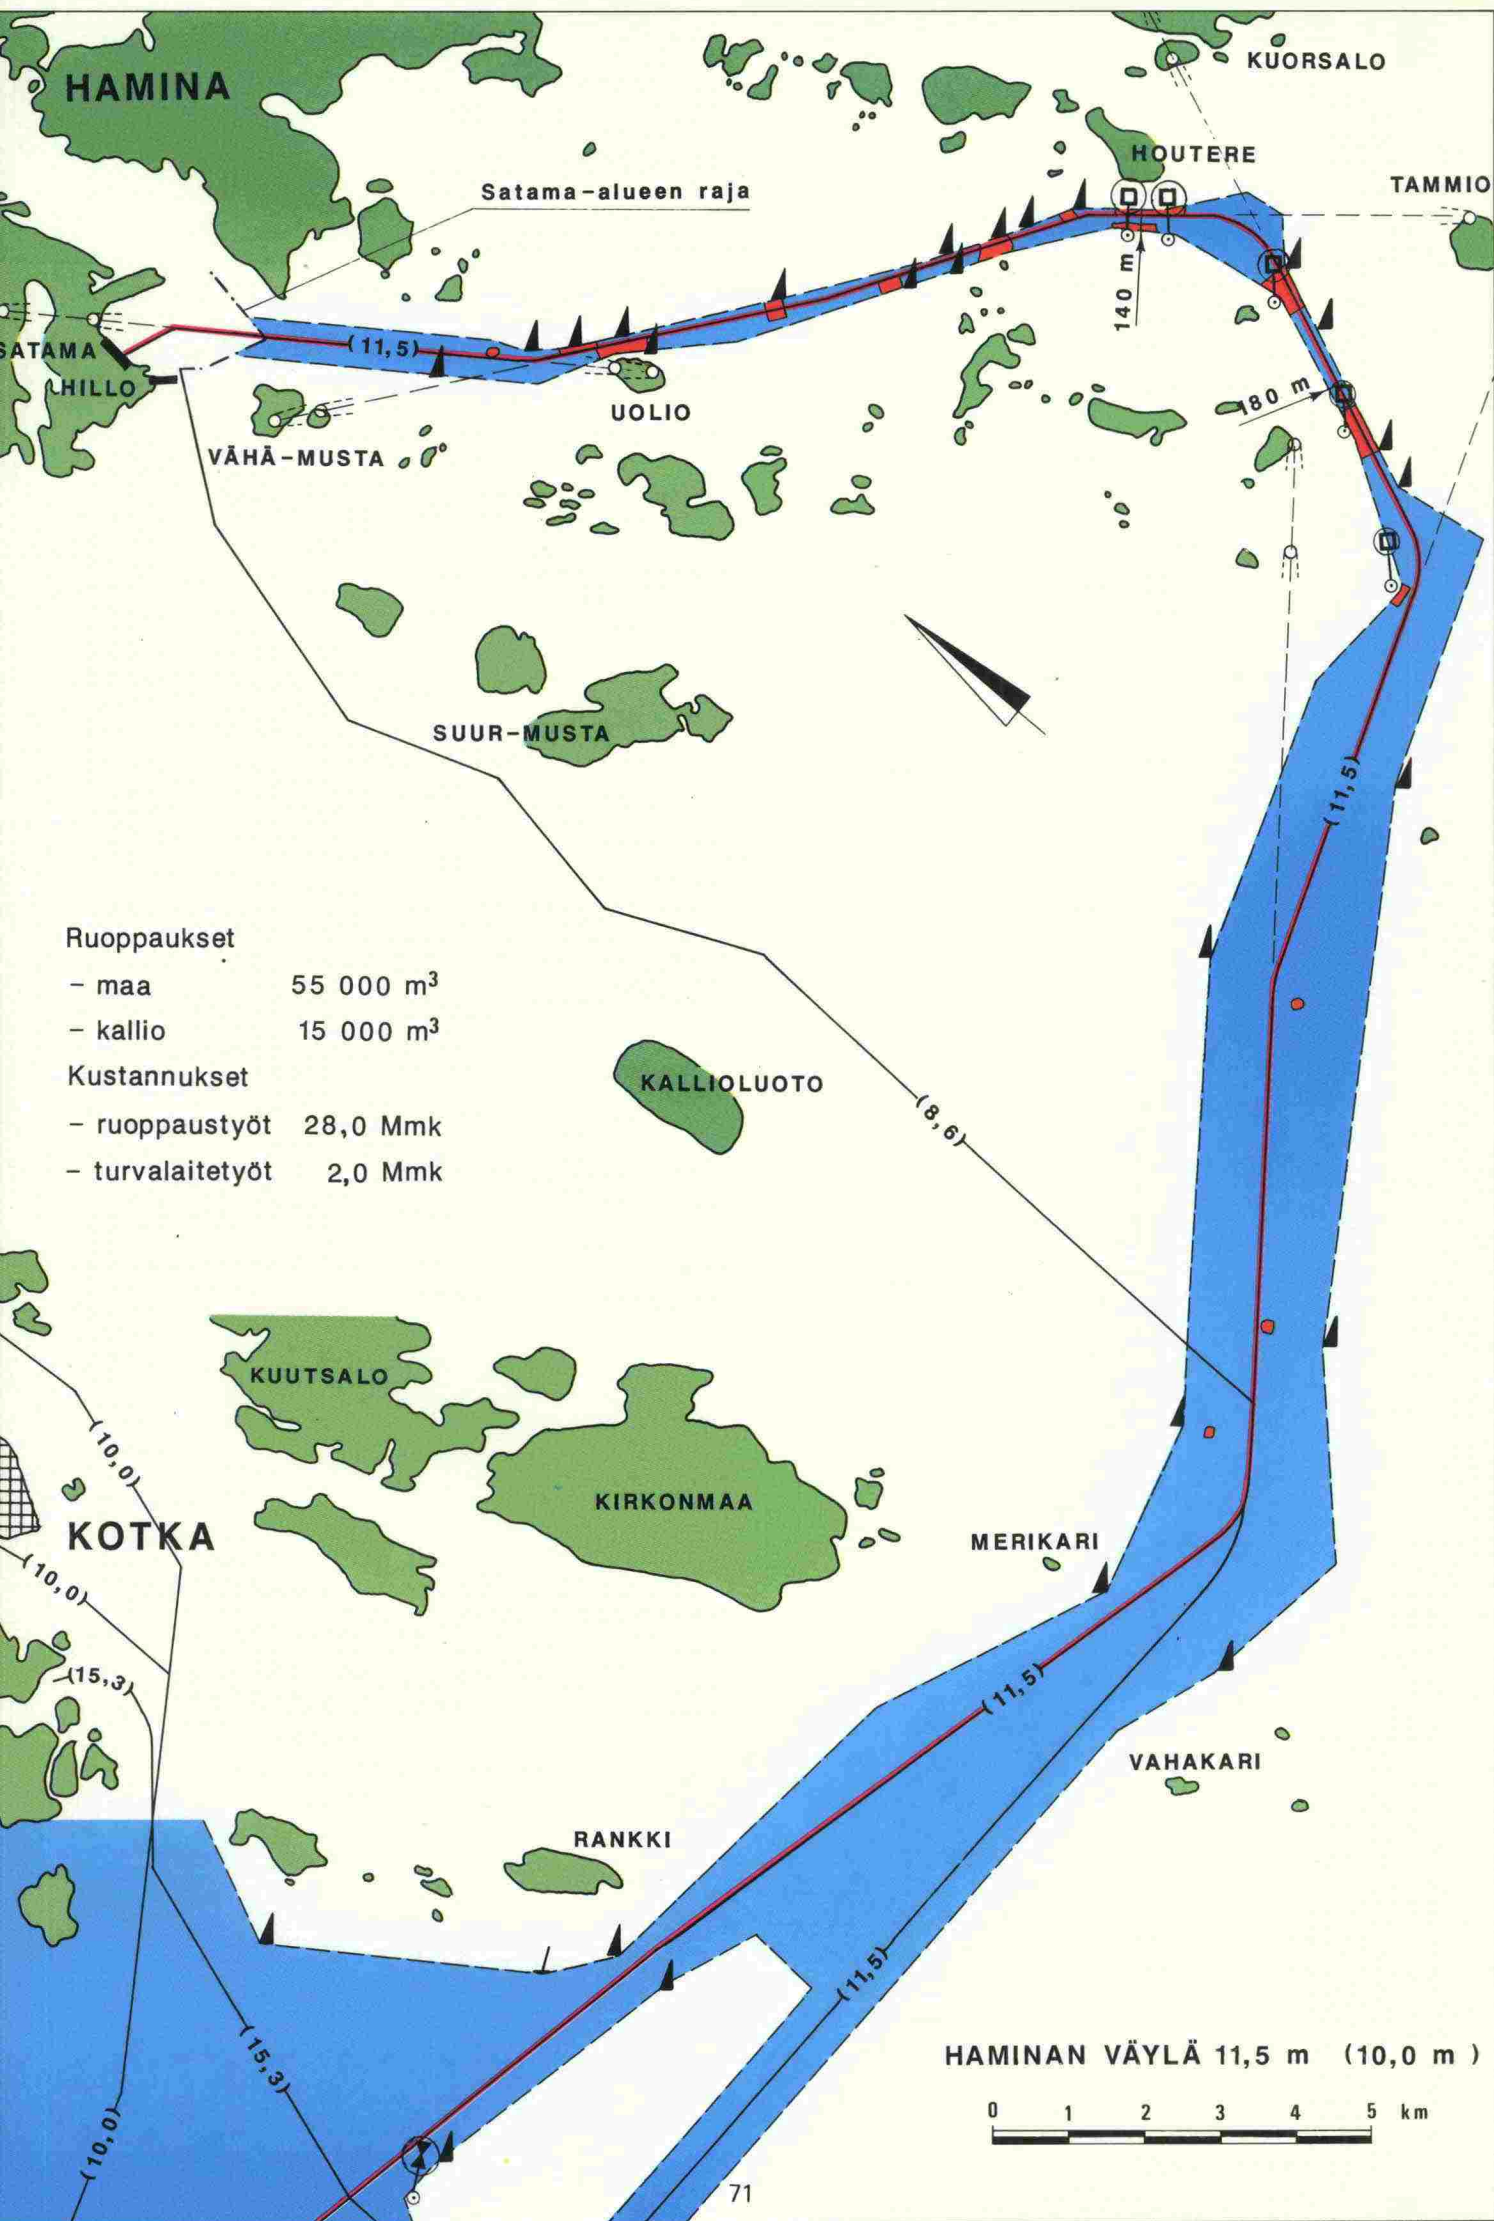 KUORSALO
HAMINA
HOUTERE
TAMMIO
Satama-alueen raja
140 m
SATAMA
(11,5)
HILLO
180 m
UOLIO
VÄHÄ-MUSTA
SUUR-MUSTA
(11,5)
Ruoppaukset
- maa 55 000 m³
- kallio 15 000 m³
Kustannukset
- ruoppaustyöt 28,0 Mmk
- turvalaitetyöt 2,0 Mmk
KALLIOLUOTO
(8,6)
KUUTSALO
(10,0)
KIRKONMAA
KOTKA
MERIKARI
(10,0)
(15,3)
(11,5)
VAHAKARI
RANKKI
(11,5)
(15,3)
(10,0)
HAMINAN VÄYLÄ 11,5 m (10,0 m )
0 1 2 3 4 5 km
71